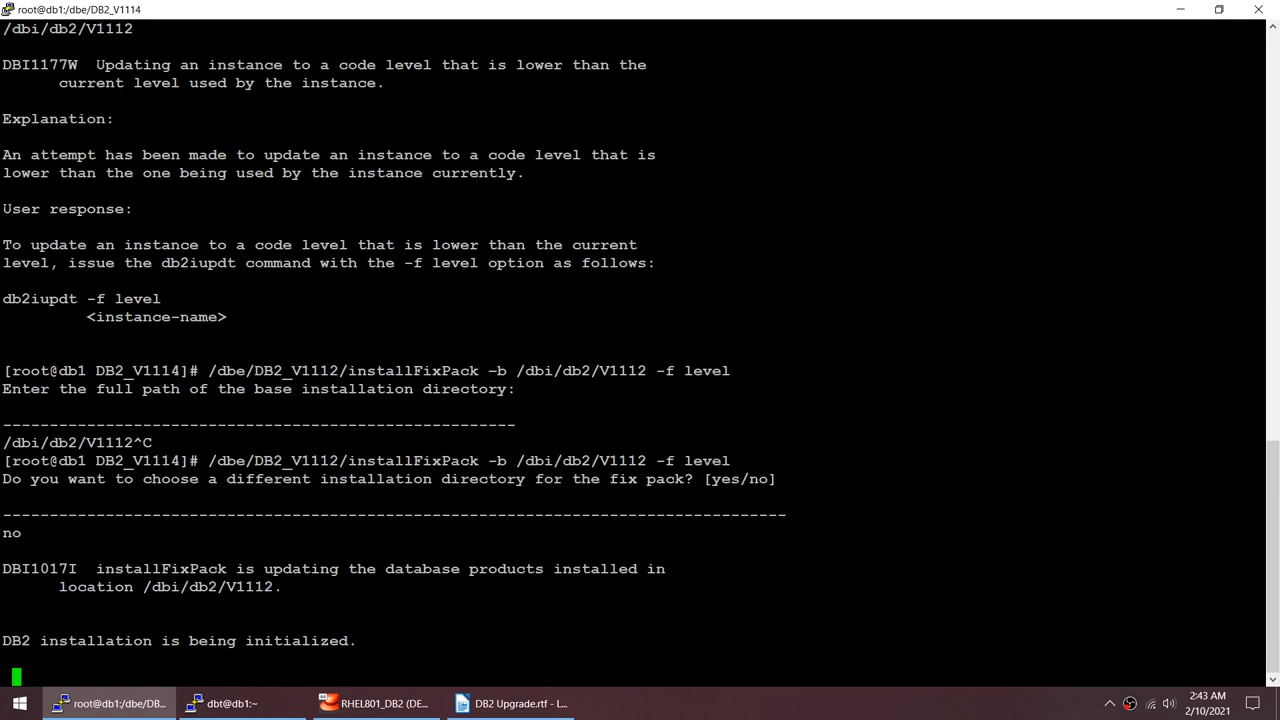 root@db1:/dbe/DB2_V1114
/dbi/db2/V1112
DBI1177W  Updating an instance to a code level that is lower than the
      current level used by the instance.
Explanation:
An attempt has been made to update an instance to a code level that is
lower than the one being used by the instance currently.
User response:
To update an instance to a code level that is lower than the current
level, issue the db2iupdt command with the -f level option as follows:
db2iupdt -f level
         <instance-name>
[root@db1 DB2_V1114]# /dbe/DB2_V1112/installFixPack –b /dbi/db2/V1112 -f level
Enter the full path of the base installation directory:
-------------------------------------------------------
/dbi/db2/V1112^C
[root@db1 DB2_V1114]# /dbe/DB2_V1112/installFixPack -b /dbi/db2/V1112 -f level
Do you want to choose a different installation directory for the fix pack? [yes/no]
------------------------------------------------------------------------------------
no
DBI1017I  installFixPack is updating the database products installed in
      location /dbi/db2/V1112.
DB2 installation is being initialized.
root@db1:/dbe/DB...
dbt@db1:~
RHEL801_DB2 (DE...
DB2 Upgrade.rtf - L...
2:43 AM
2/10/2021